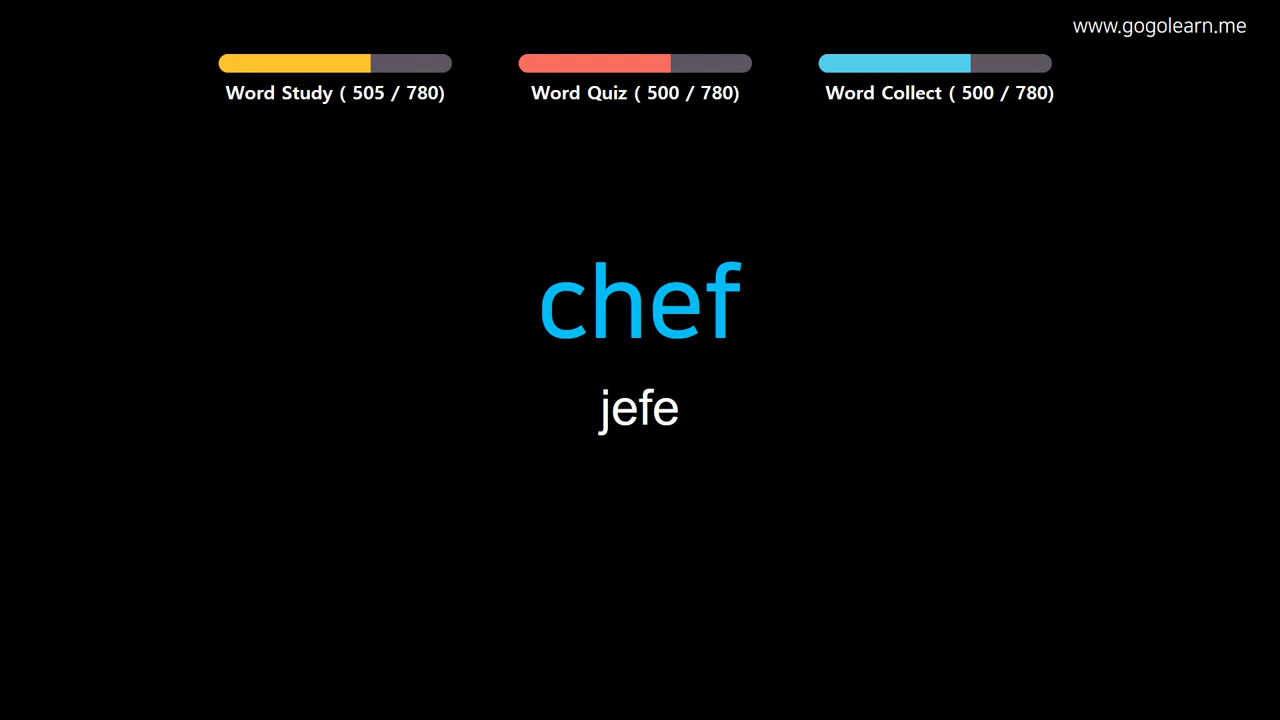 www.gogolearn.me
Word Study ( 505 / 780)
Word Quiz ( 500 / 780)
Word Collect ( 500 / 780)
chef
jefe